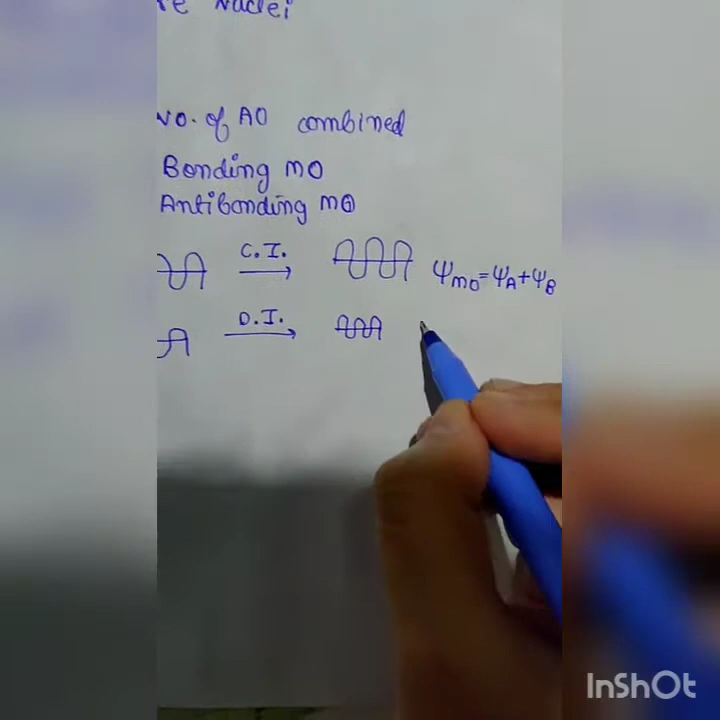 Nuclei
No. of AO combined
Bonding MO
Antibonding MO
C.I. ΨMO = ΨA + ΨB
D.I.
InShOt